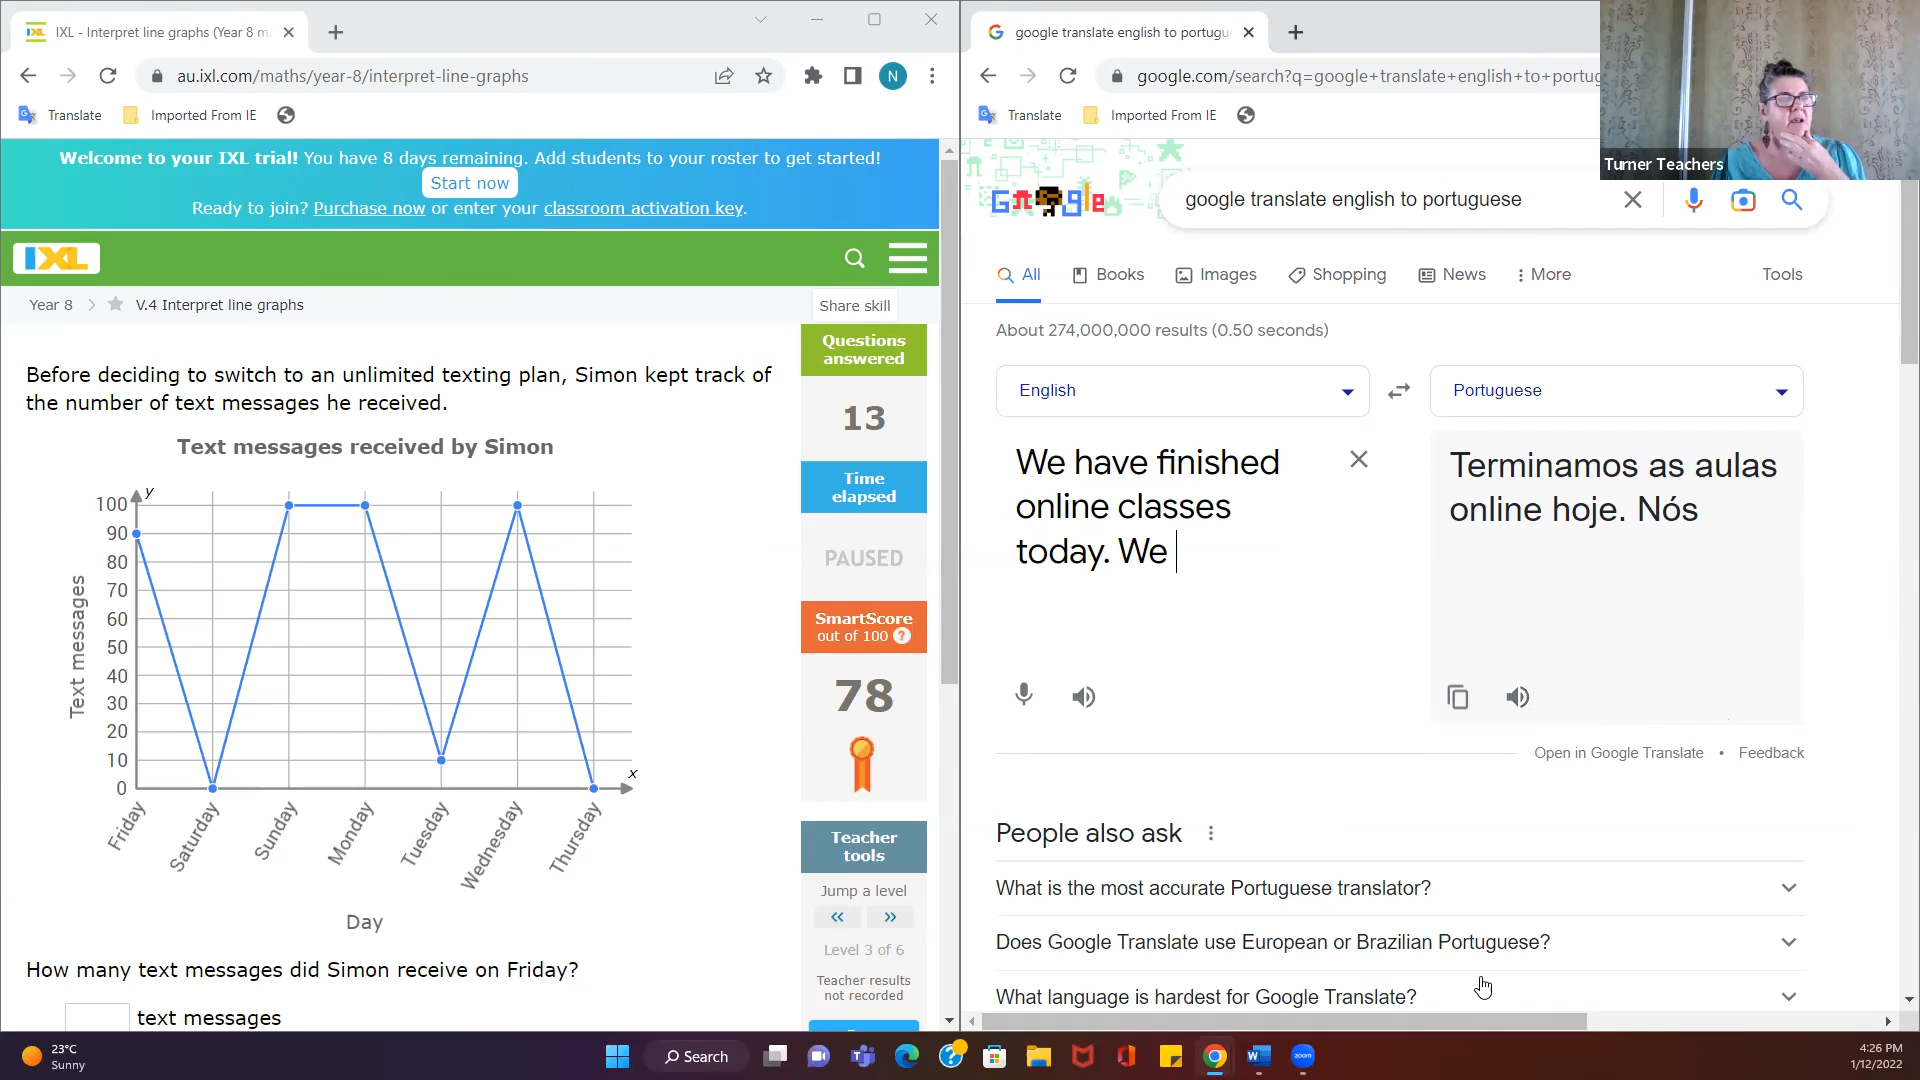 IXL - Interpret line graphs (Year 8 m
au.ixl.com/maths/year-8/interpret-line-graphs
N
Translate
Imported From IE
Welcome to your IXL trial! You have 8 days remaining. Add students to your roster to get started!
Start now
Ready to join? Purchase now or enter your classroom activation key.
IXL
Year 8
V.4 Interpret line graphs
Share skill
Before deciding to switch to an unlimited texting plan, Simon kept track of
the number of text messages he received.
Text messages received by Simon
y
100
90
80
70
60
50
40
30
20
10
0
x
Text messages
Friday
Saturday
Sunday
Monday
Tuesday
Wednesday
Thursday
Day
How many text messages did Simon receive on Friday?
text messages
Questions
answered
13
Time
elapsed
PAUSED
SmartScore
out of 100 ?
78
Teacher
tools
Jump a level
Level 3 of 6
Teacher results
not recorded
google translate english to portugu
google.com/search?q=google+translate+english+to+portug
Translate
Imported From IE
Turner Teachers
Google
google translate english to portuguese
All
Books
Images
Shopping
News
More
Tools
About 274,000,000 results (0.50 seconds)
English
Portuguese
We have finished
online classes
today. We
Terminamos as aulas
online hoje. Nós
Open in Google Translate • Feedback
People also ask
What is the most accurate Portuguese translator?
Does Google Translate use European or Brazilian Portuguese?
What language is hardest for Google Translate?
23°C
Sunny
Search
zoom
4:26 PM
1/12/2022